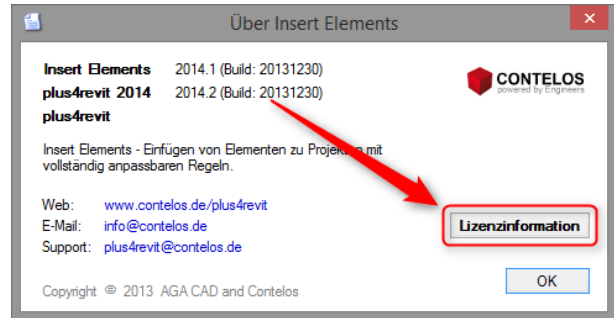 Über Insert Elements
Insert Elements 2014.1 (Build: 20131230)
plus4revit 2014 2014.2 (Build: 20131230)
plus4revit
CONTELOS
powered by Engineers
Insert Elements - Einfügen von Elementen zu Projekten mit
vollständig anpassbaren Regeln.
Web: www.contelos.de/plus4revit
E-Mail: info@contelos.de
Support: plus4revit@contelos.de
Lizenzinformation
OK
Copyright © 2013 AGA CAD and Contelos